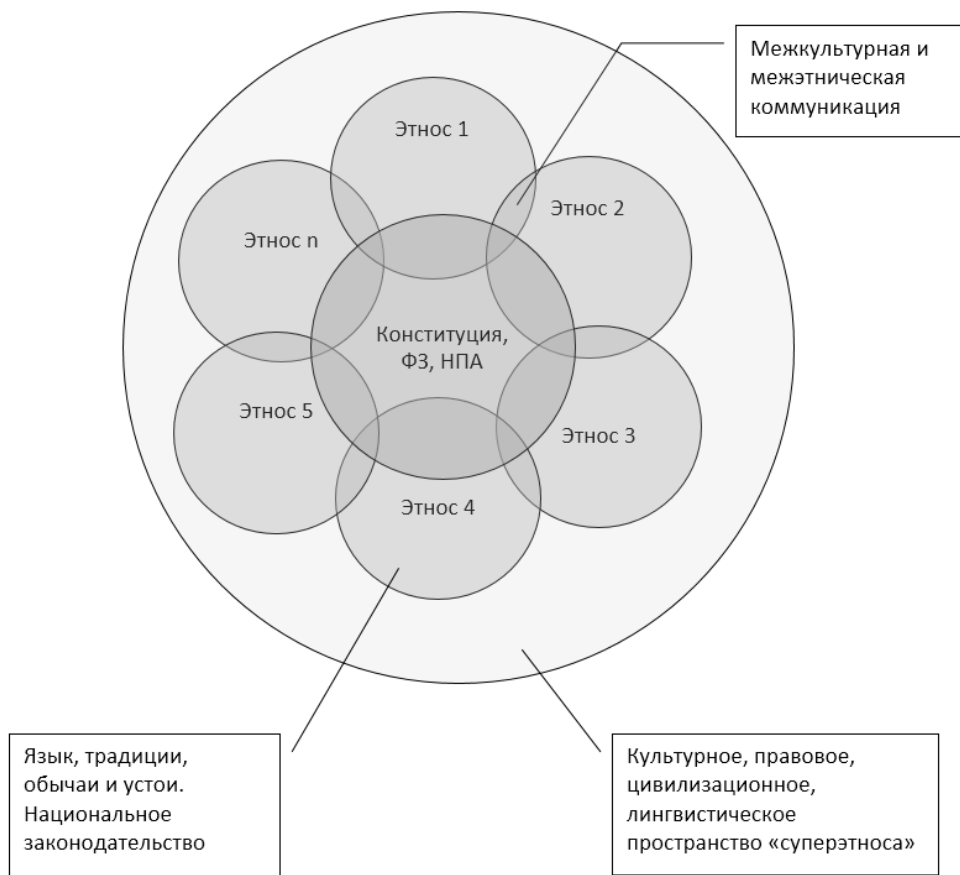 Межкультурная и
межэтническая
коммуникация
Этнос 1
Этнос 2
Этнос n
Конституция,
ФЗ, НПА
Этнос 5
Этнос 3
Этнос 4
Язык, традиции,
обычаи и устои.
Национальное
законодательство
Культурное, правовое,
цивилизационное,
лингвистическое
пространство «суперэтноса»